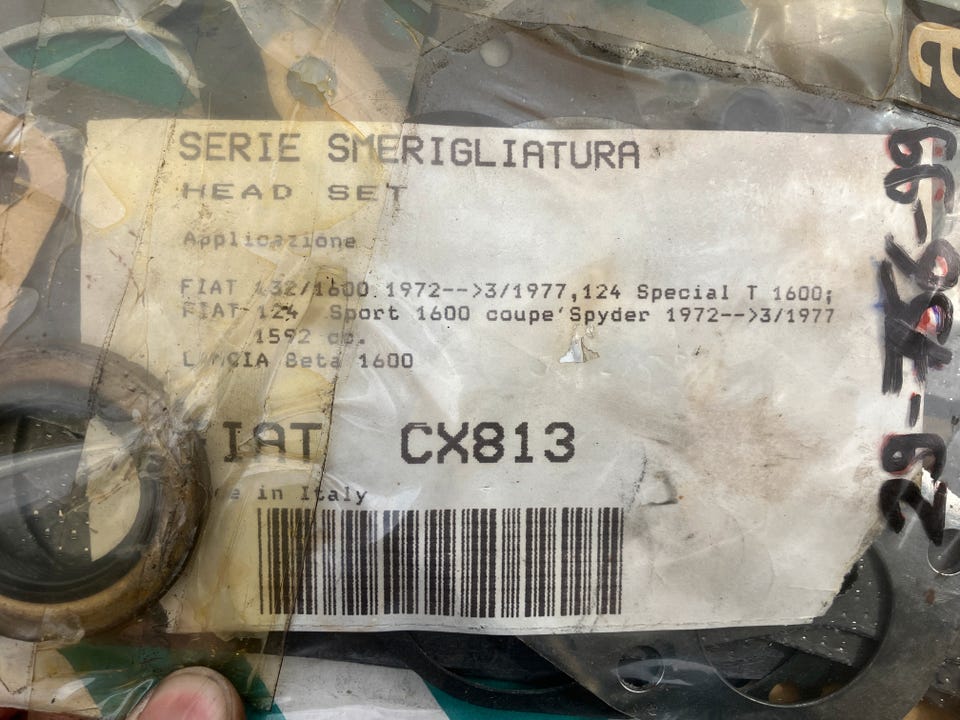 SERIE SMERIGLIATURA
HEAD SET
Applicazione
FIAT 132/1600 1972-->3/1977,124 Special T 1600;
FIAT 124 Sport 1600 coupe'Spyder 1972-->3/1977
1592 cc.
LANCIA Beta 1600
FIAT CX813
in Italy